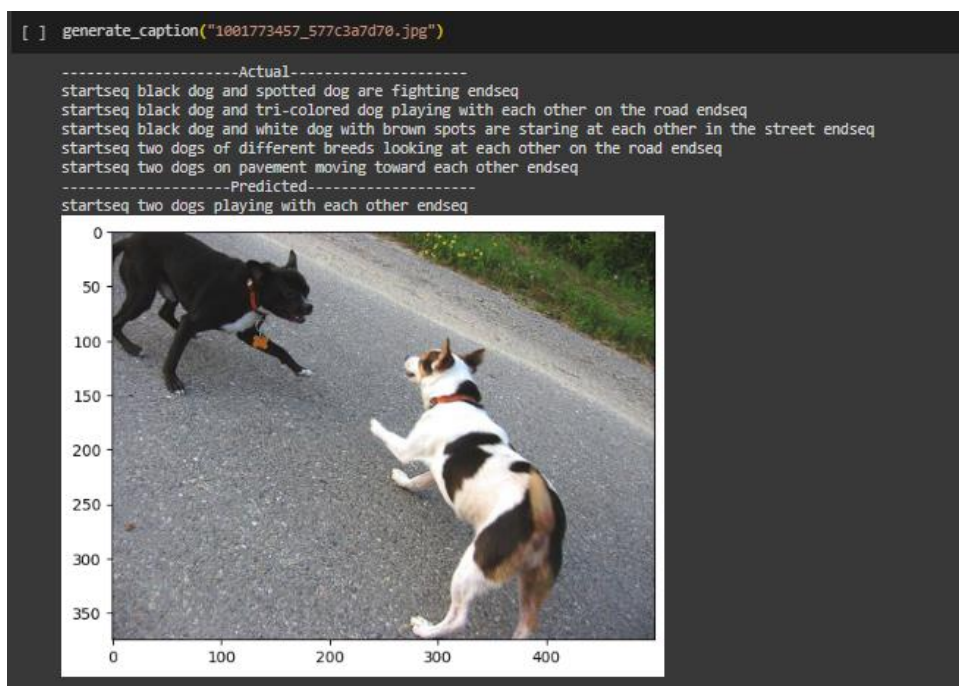 [ ] generate_caption("1001773457_577c3a7d70.jpg")
---------------------Actual---------------------
startseq black dog and spotted dog are fighting endseq
startseq black dog and tri-colored dog playing with each other on the road endseq
startseq black dog and white dog with brown spots are staring at each other in the street endseq
startseq two dogs of different breeds looking at each other on the road endseq
startseq two dogs on pavement moving toward each other endseq
--------------------Predicted--------------------
startseq two dogs playing with each other endseq
0
50
100
150
200
250
300
350
0 100 200 300 400